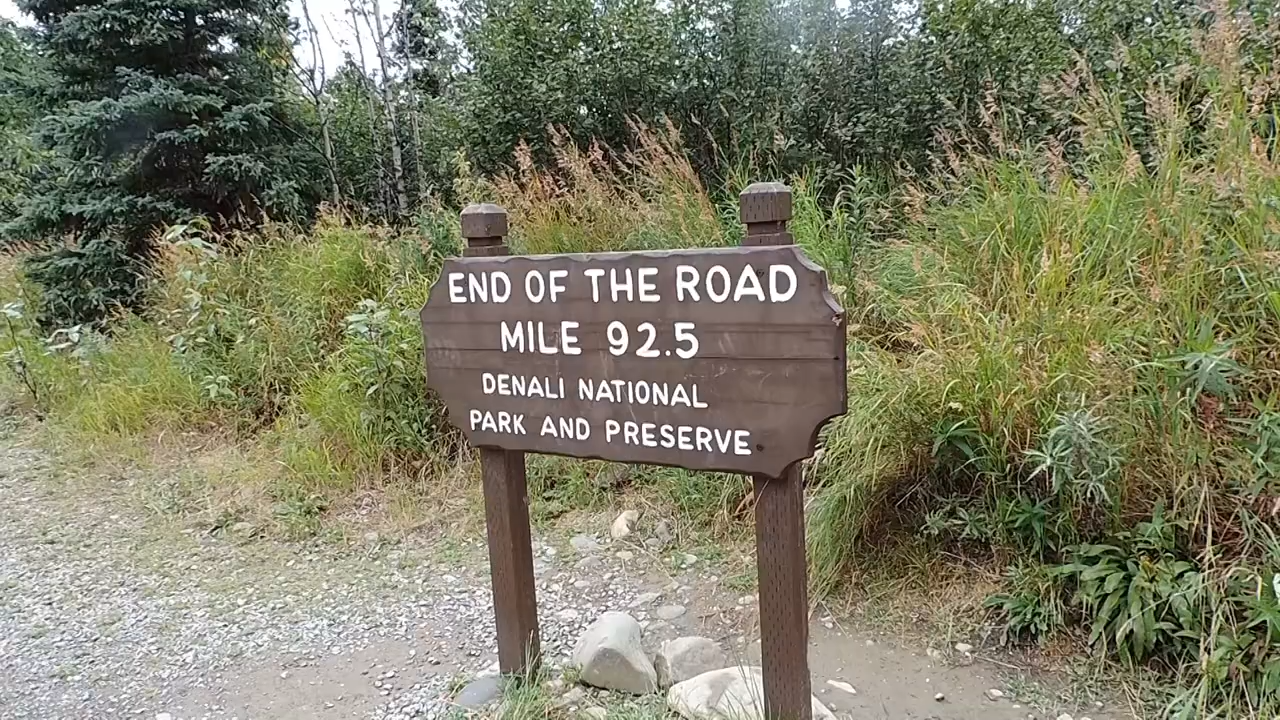 END OF THE ROAD
MILE 92.5
DENALI NATIONAL
PARK AND PRESERVE